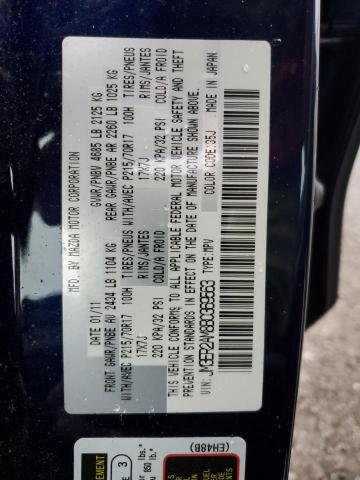 MFD. BY MAZDA MOTOR CORPORATION
DATE: 01/11 GVWR/PNBV 4685 LB 2125 KG
FRONT GAWR/PNBE AV 2434 LB 1104 KG REAR GAWR/PNBE AR 2260 LB 1025 KG
WITH/AVEC P215/70R17 100H TIRES/PNEUS WITH/AVEC P215/70R17 100H TIRES/PNEUS
17X7J RIMS/JANTES 17X7J RIMS/JANTES
220 KPA/32 PSI COLD/A FROID 220 KPA/32 PSI COLD/A FROID
THIS VEHICLE CONFORMS TO ALL APPLICABLE FEDERAL MOTOR VEHICLE SAFETY AND THEFT
PREVENTION STANDARDS IN EFFECT ON THE DATE OF MANUFACTURE SHOWN ABOVE.
TYPE: MPV COLOR CODE: 35J MADE IN JAPAN
(EH48B)
3
850 lb.*
lbs.*